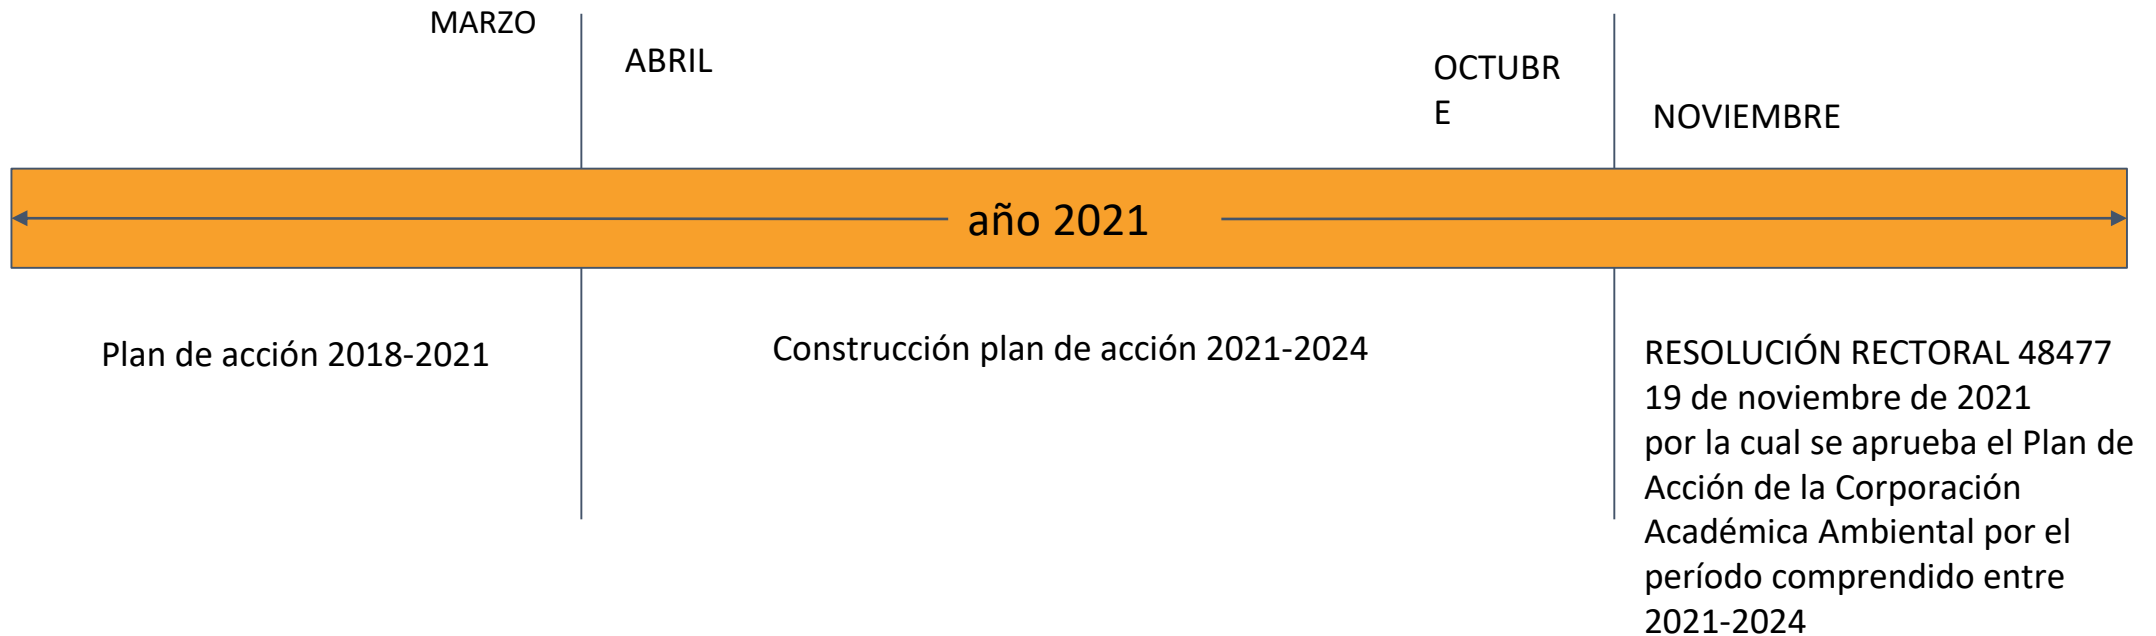 MARZO
ABRIL
OCTUBR
E
NOVIEMBRE
año 2021
Plan de acción 2018-2021
Construcción plan de acción 2021-2024
RESOLUCIÓN RECTORAL 48477
19 de noviembre de 2021
por la cual se aprueba el Plan de
Acción de la Corporación
Académica Ambiental por el
período comprendido entre
2021-2024